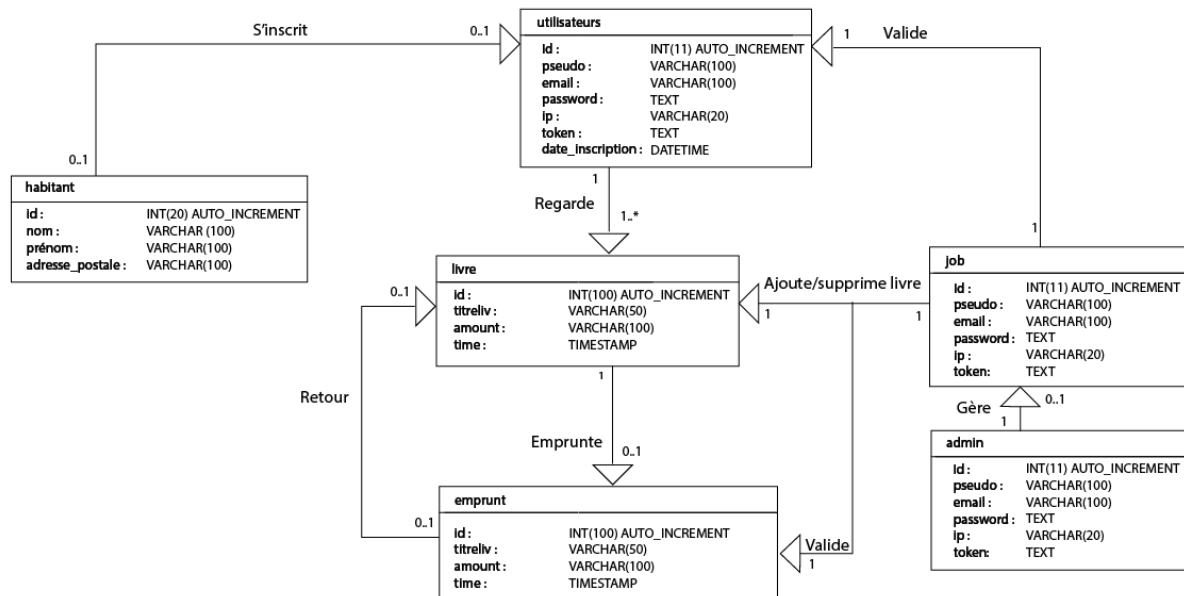 S'inscrit
0..1
0..1
utilisateurs
id : INT(11) AUTO_INCREMENT
pseudo : VARCHAR(100)
email : VARCHAR(100)
password : TEXT
ip : VARCHAR(20)
token : TEXT
date_inscription : DATETIME
1
Valide
1
habitant
id : INT(20) AUTO_INCREMENT
nom : VARCHAR (100)
prénom : VARCHAR(100)
adresse_postale : VARCHAR(100)
1
Regarde
1..*
livre
id : INT(100) AUTO_INCREMENT
titreliv : VARCHAR(50)
amount : VARCHAR(100)
time : TIMESTAMP
0..1
Retour
0..1
1
Emprunte
0..1
Ajoute/supprime livre
1
1
job
id : INT(11) AUTO_INCREMENT
pseudo : VARCHAR(100)
email : VARCHAR(100)
password : TEXT
ip : VARCHAR(20)
token: TEXT
Gère
0..1
1
admin
id : INT(11) AUTO_INCREMENT
pseudo : VARCHAR(100)
email : VARCHAR(100)
password : TEXT
ip : VARCHAR(20)
token: TEXT
emprunt
id : INT(100) AUTO_INCREMENT
titreliv : VARCHAR(50)
amount : VARCHAR(100)
time : TIMESTAMP
Valide
1